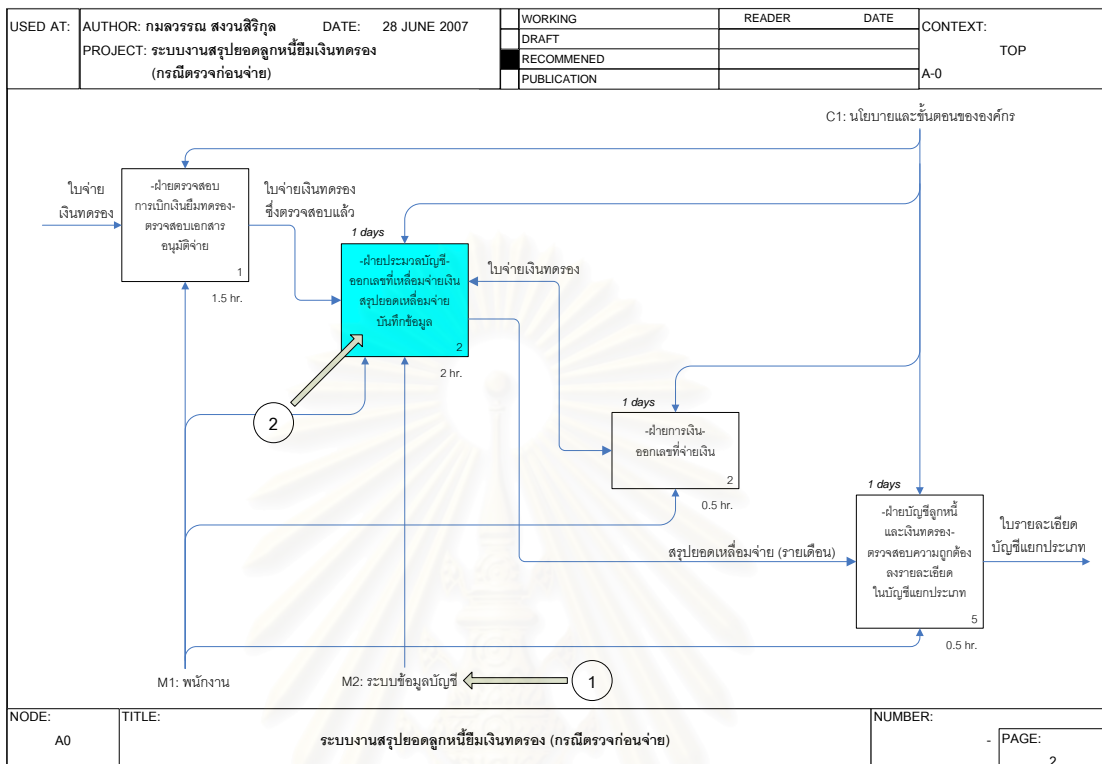 USED AT:
AUTHOR: กมลวรรณ สงวนสิริกุล DATE: 28 JUNE 2007
PROJECT: ระบบงานสรุปยอดลูกหนี้ยืมเงินทดรอง
(กรณีตรวจก่อนจ่าย)
WORKING READER DATE
DRAFT
RECOMMENED
PUBLICATION
CONTEXT:
TOP
A-0
C1: นโยบายและขั้นตอนขององค์กร
ใบจ่าย
เงินทดรอง
-ฝ่ายตรวจสอบ
การเบิกเงินยืมทดรอง-
ตรวจสอบเอกสาร
อนุมัติจ่าย
1
1.5 hr.
ใบจ่ายเงินทดรอง
ซึ่งตรวจสอบแล้ว
1 days
-ฝ่ายประมวลบัญชี-
ออกเลขที่เหลื่อมจ่ายเงิน
สรุปยอดเหลื่อมจ่าย
บันทึกข้อมูล
2
2 hr.
ใบจ่ายเงินทดรอง
2
1 days
-ฝ่ายการเงิน-
ออกเลขที่จ่ายเงิน
2
0.5 hr.
สรุปยอดเหลื่อมจ่าย (รายเดือน)
1 days
-ฝ่ายบัญชีลูกหนี้
และเงินทดรอง-
ตรวจสอบความถูกต้อง
ลงรายละเอียด
ในบัญชีแยกประเภท
5
0.5 hr.
ใบรายละเอียด
บัญชีแยกประเภท
M1: พนักงาน
M2: ระบบข้อมูลบัญชี
1
NODE:
A0
TITLE:
ระบบงานสรุปยอดลูกหนี้ยืมเงินทดรอง (กรณีตรวจก่อนจ่าย)
NUMBER:
-
PAGE:
2